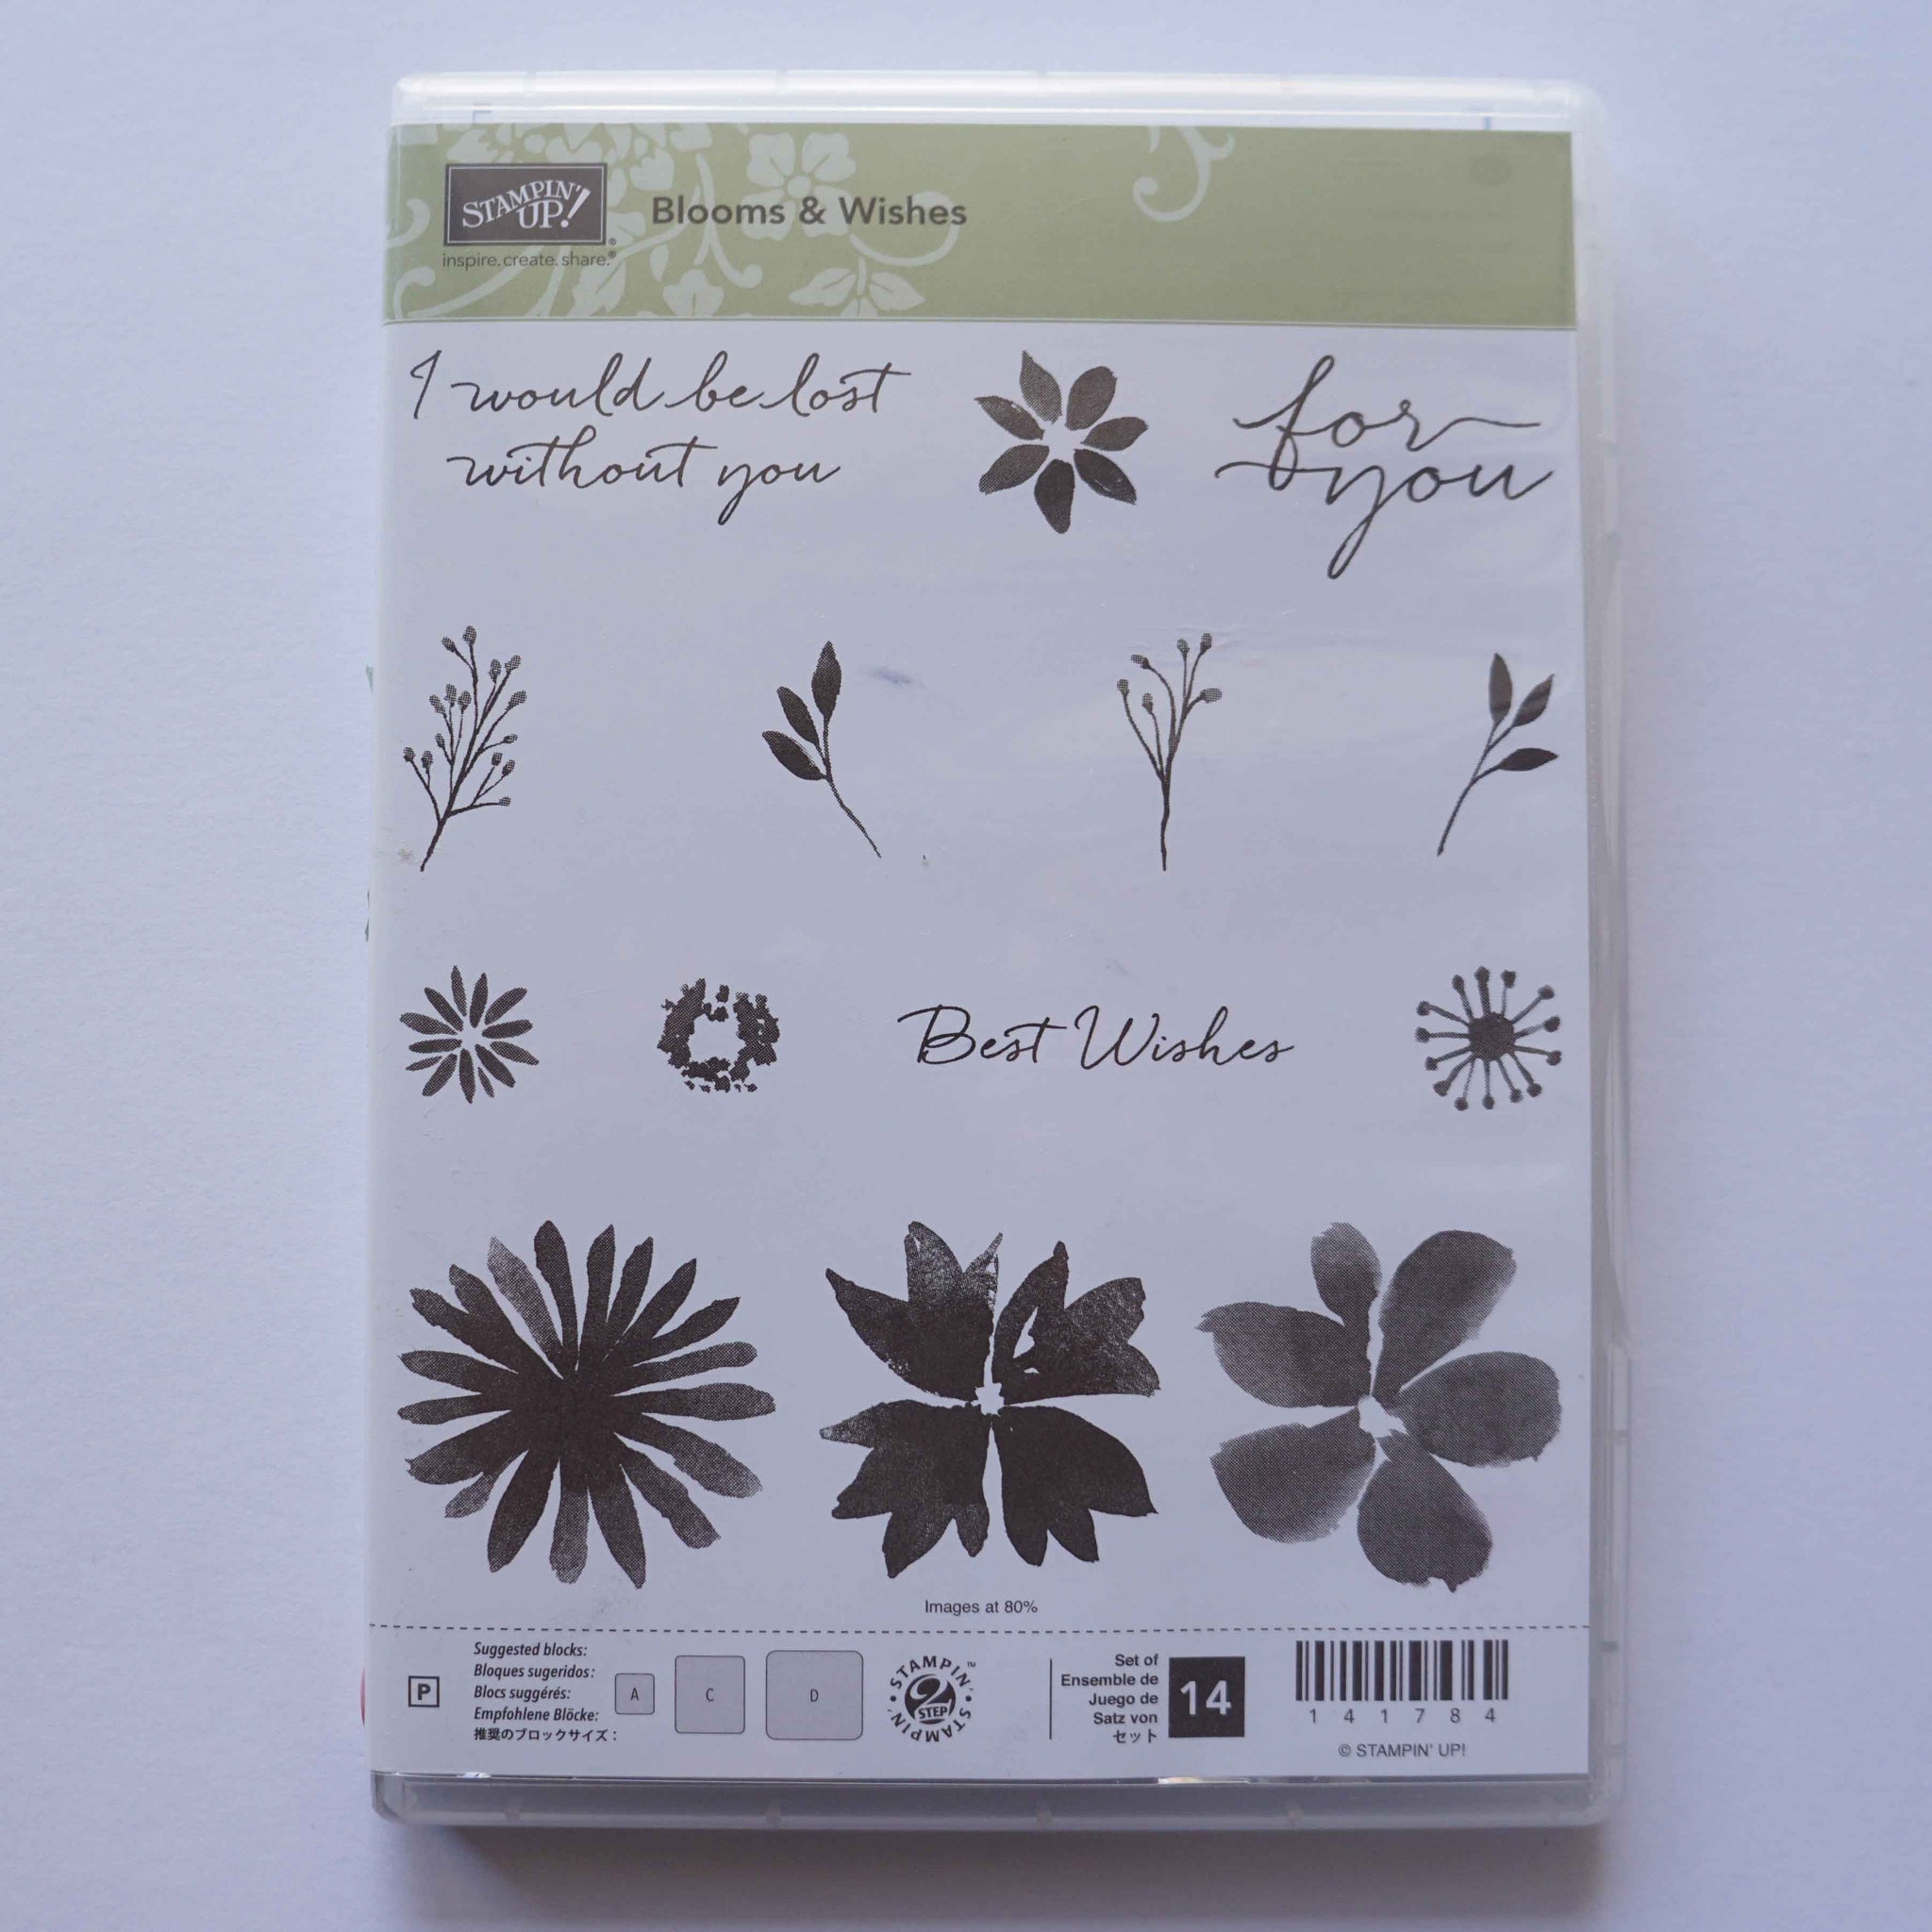 STAMPIN' UP!®
inspire.create.share.®
Blooms & Wishes
I would be lost
without you
for
you
Best Wishes
Images at 80%
P
Suggested blocks:
Bloques sugeridos:
Blocs suggérés:
Empfohlene Blöcke:
推奨のブロックサイズ：
A
C
D
STAMPIN' 2 STEP STAMPIN'™
Set of
Ensemble de
Juego de
Satz von
セット
14
1 4 1 7 8 4
© STAMPIN' UP!